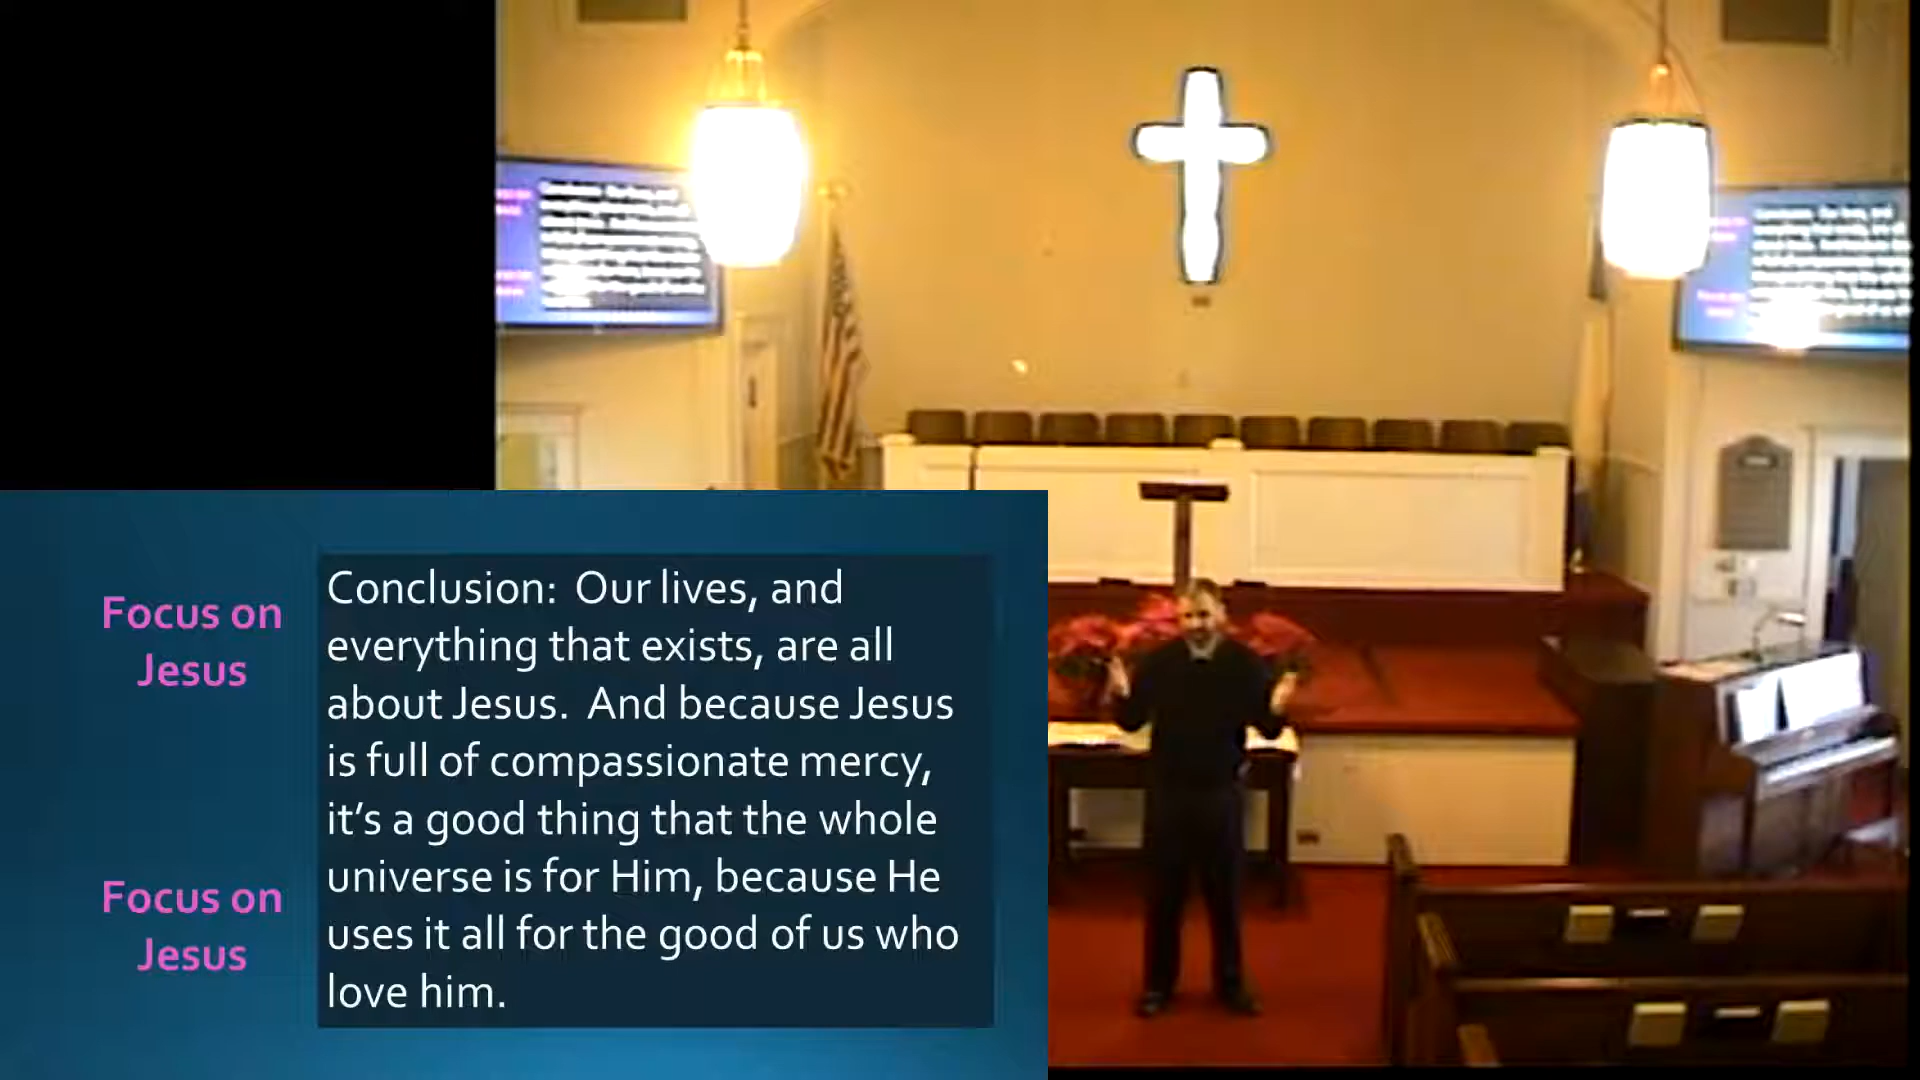 Focus on
Jesus
Focus on
Jesus
Conclusion:  Our lives, and
everything that exists, are all
about Jesus.  And because Jesus
is full of compassionate mercy,
it’s a good thing that the whole
universe is for Him, because He
uses it all for the good of us who
love him.